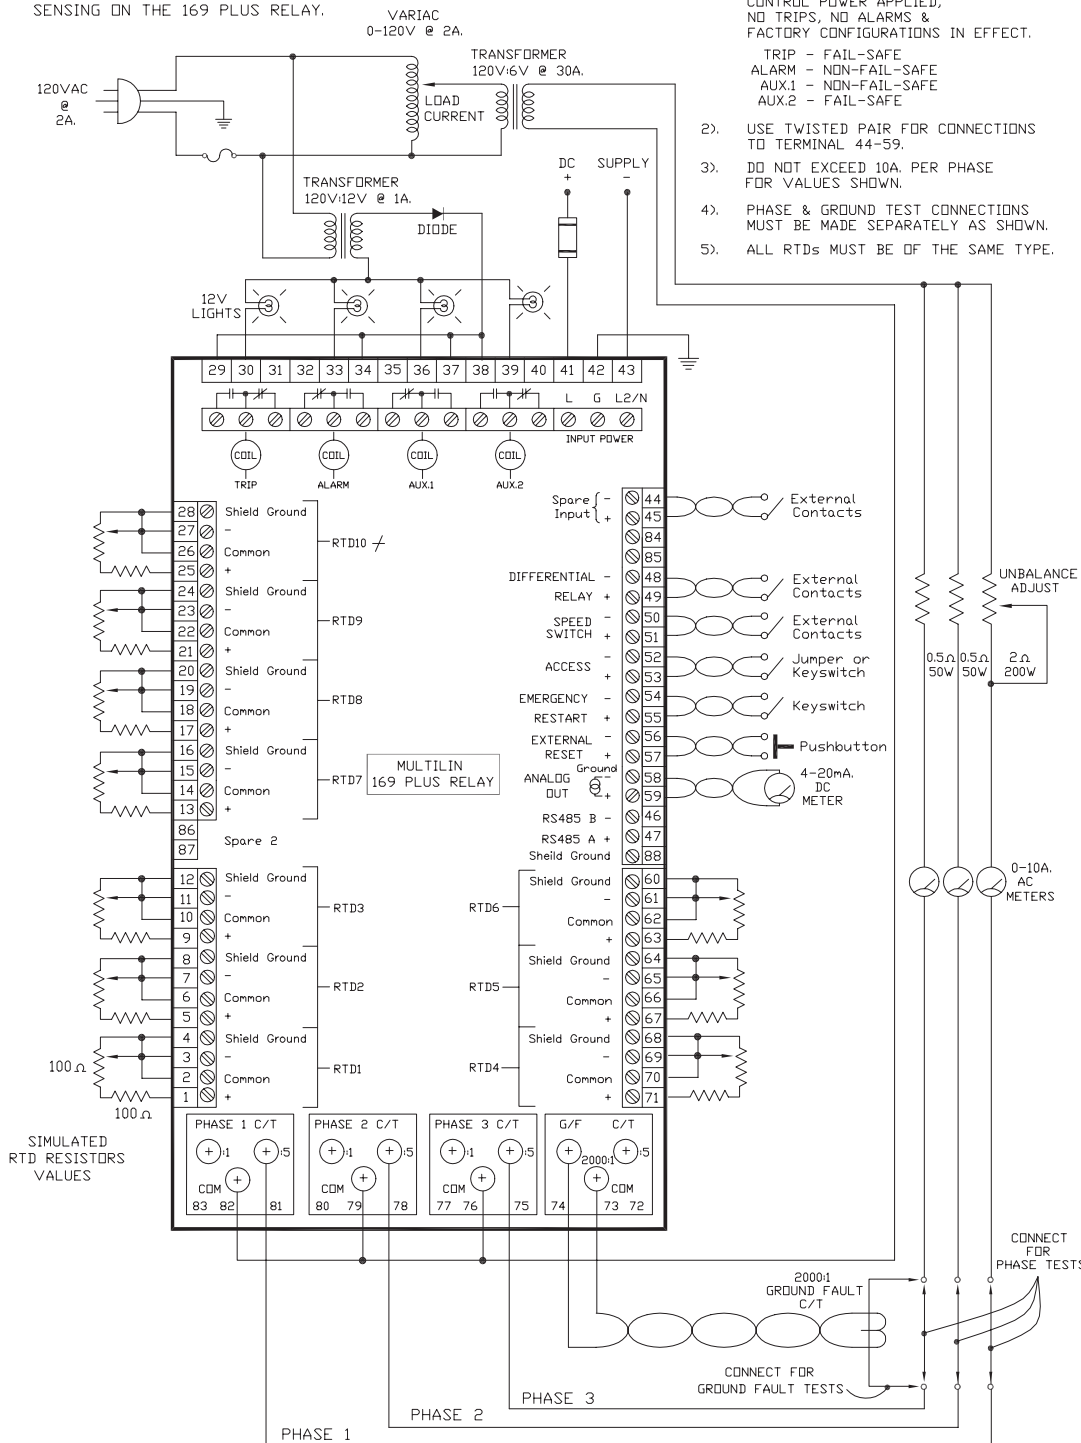 SENSING ON THE 169 PLUS RELAY.
VARIAC
0-120V @ 2A.
TRANSFORMER
120V:6V @ 30A.
120VAC
@
2A.
LOAD
CURRENT
TRANSFORMER
120V:12V @ 1A.
DIODE
DC
+
SUPPLY
-
CONTROL POWER APPLIED,
NO TRIPS, NO ALARMS &
FACTORY CONFIGURATIONS IN EFFECT.
TRIP - FAIL-SAFE
ALARM - NON-FAIL-SAFE
AUX.1 - NON-FAIL-SAFE
AUX.2 - FAIL-SAFE
2). USE TWISTED PAIR FOR CONNECTIONS
TO TERMINAL 44-59.
3). DO NOT EXCEED 10A. PER PHASE
FOR VALUES SHOWN.
4). PHASE & GROUND TEST CONNECTIONS
MUST BE MADE SEPARATELY AS SHOWN.
5). ALL RTDs MUST BE OF THE SAME TYPE.
12V
LIGHTS
29 30 31 32 33 34 35 36 37 38 39 40 41 42 43
L G L2/N
INPUT POWER
COIL COIL COIL COIL
TRIP ALARM AUX.1 AUX.2
28 Shield Ground
27 -
26 Common
25 +
RTD10
24 Shield Ground
23 -
22 Common
21 +
RTD9
20 Shield Ground
19 -
18 Common
17 +
RTD8
16 Shield Ground
15 -
14 Common
13 +
RTD7
86
87
Spare 2
12 Shield Ground
11 -
10 Common
9 +
RTD3
8 Shield Ground
7 -
6 Common
5 +
RTD2
4 Shield Ground
3 -
2 Common
1 +
RTD1
100Ω
100Ω
SIMULATED
RTD RESISTORS
VALUES
MULTILIN
169 PLUS RELAY
Spare - 44
Input + 45
External
Contacts
84
85
DIFFERENTIAL - 48
RELAY + 49
External
Contacts
SPEED - 50
SWITCH + 51
External
Contacts
ACCESS - 52
+ 53
Jumper or
Keyswitch
EMERGENCY - 54
RESTART + 55
Keyswitch
EXTERNAL - 56
RESET + 57
Pushbutton
Ground
ANALOG - 58
OUT + 59
4-20mA.
DC
METER
RS485 B - 46
RS485 A + 47
Sheild Ground 88
Shield Ground 60
- 61
Common 62
+ 63
RTD6
Shield Ground 64
- 65
Common 66
+ 67
RTD5
Shield Ground 68
- 69
Common 70
+ 71
RTD4
UNBALANCE
ADJUST
0.5Ω 0.5Ω 2Ω
50W 50W 200W
0-10A.
AC
METERS
PHASE 1 C/T
:1 :5
COM
83 82 81
PHASE 2 C/T
:1 :5
COM
80 79 78
PHASE 3 C/T
:1 :5
COM
77 76 75
G/F C/T
2000:1 :5
COM
74 73 72
CONNECT
FOR
PHASE TESTS
2000:1
GROUND FAULT
C/T
CONNECT FOR
GROUND FAULT TESTS
PHASE 3
PHASE 2
PHASE 1